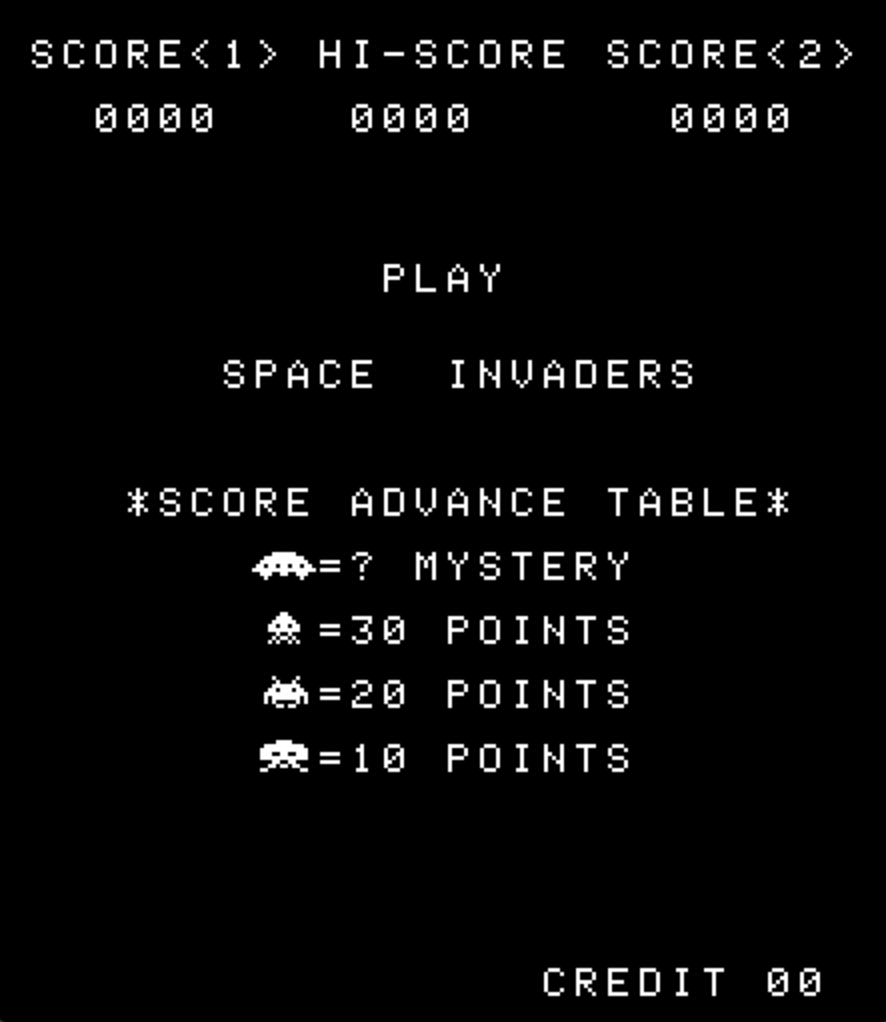 SCORE<1> HI-SCORE SCORE<2>
0000 0000 0000
PLAY
SPACE INVADERS
*SCORE ADVANCE TABLE*
=? MYSTERY
=30 POINTS
=20 POINTS
=10 POINTS
CREDIT 00